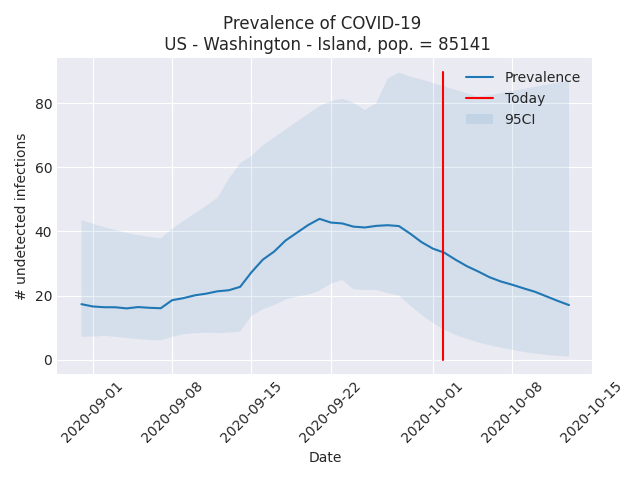 Prevalence of COVID-19
US - Washington - Island, pop. = 85141
Prevalence
Today
95CI
# undetected infections
80
60
40
20
0
2020-09-01
2020-09-08
2020-09-15
2020-09-22
2020-10-01
2020-10-08
2020-10-15
Date